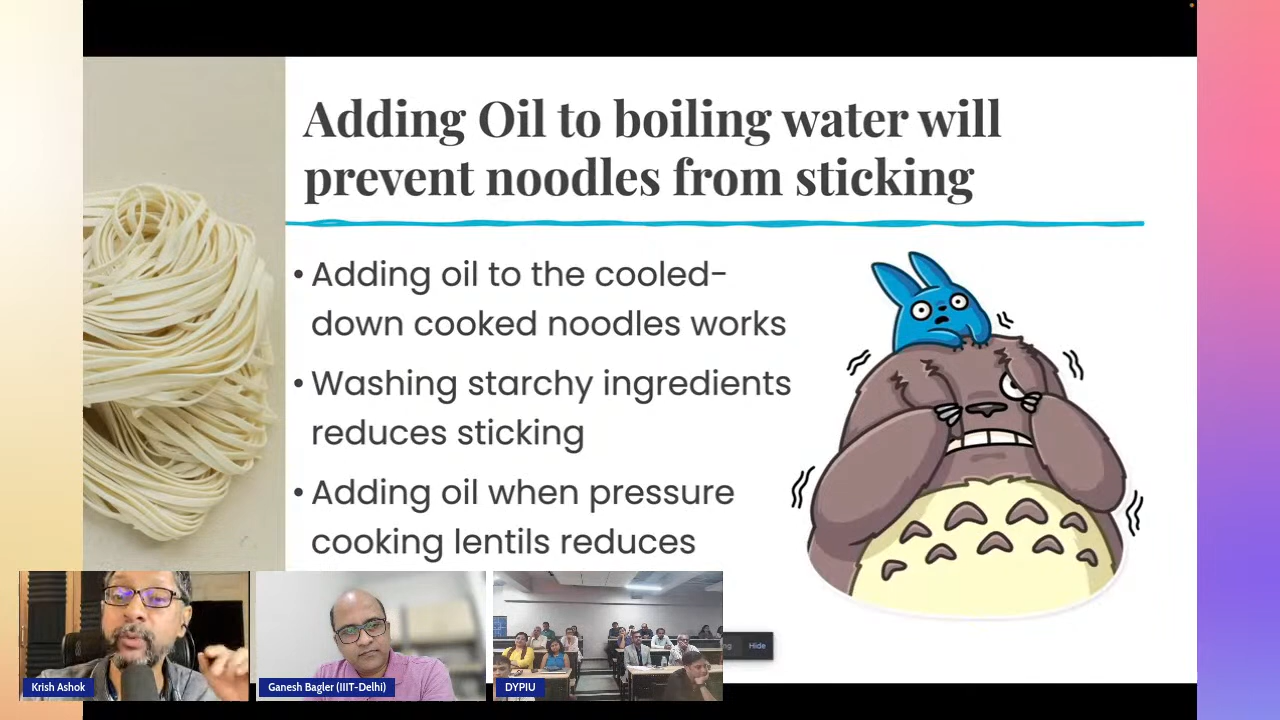 Adding Oil to boiling water will
prevent noodles from sticking
• Adding oil to the cooled-
down cooked noodles works
• Washing starchy ingredients
reduces sticking
• Adding oil when pressure
cooking lentils reduces
Hide
Krish Ashok
Ganesh Bagler (IIIT-Delhi)
DYPIU